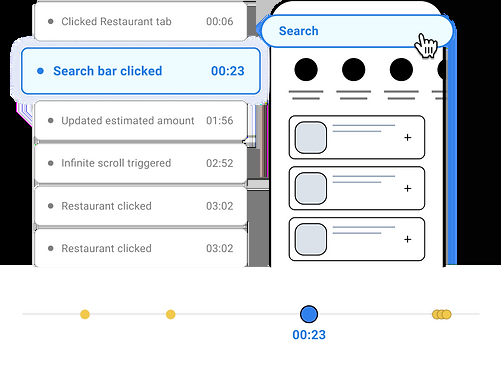 Clicked Restaurant tab 00:06
Search
Search bar clicked 00:23
Updated estimated amount 01:56
Infinite scroll triggered 02:52
Restaurant clicked 03:02
Restaurant clicked 03:02
00:23